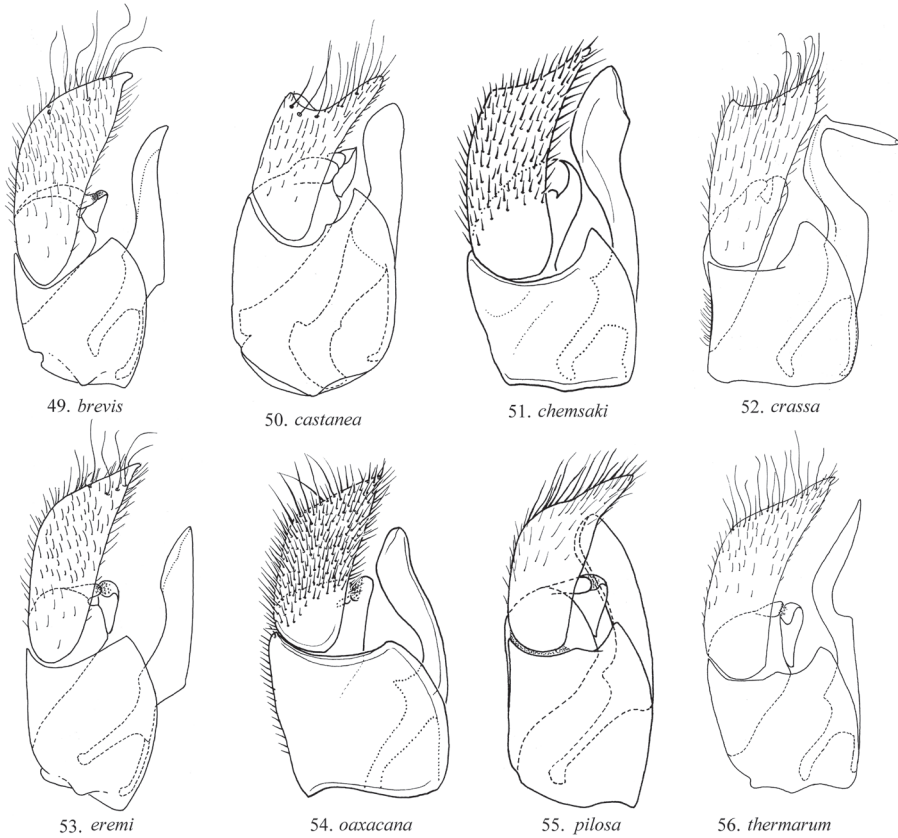 49. brevis
50. castanea
51. chemsaki
52. crassa
53. eremi
54. oaxacana
55. pilosa
56. thermarum